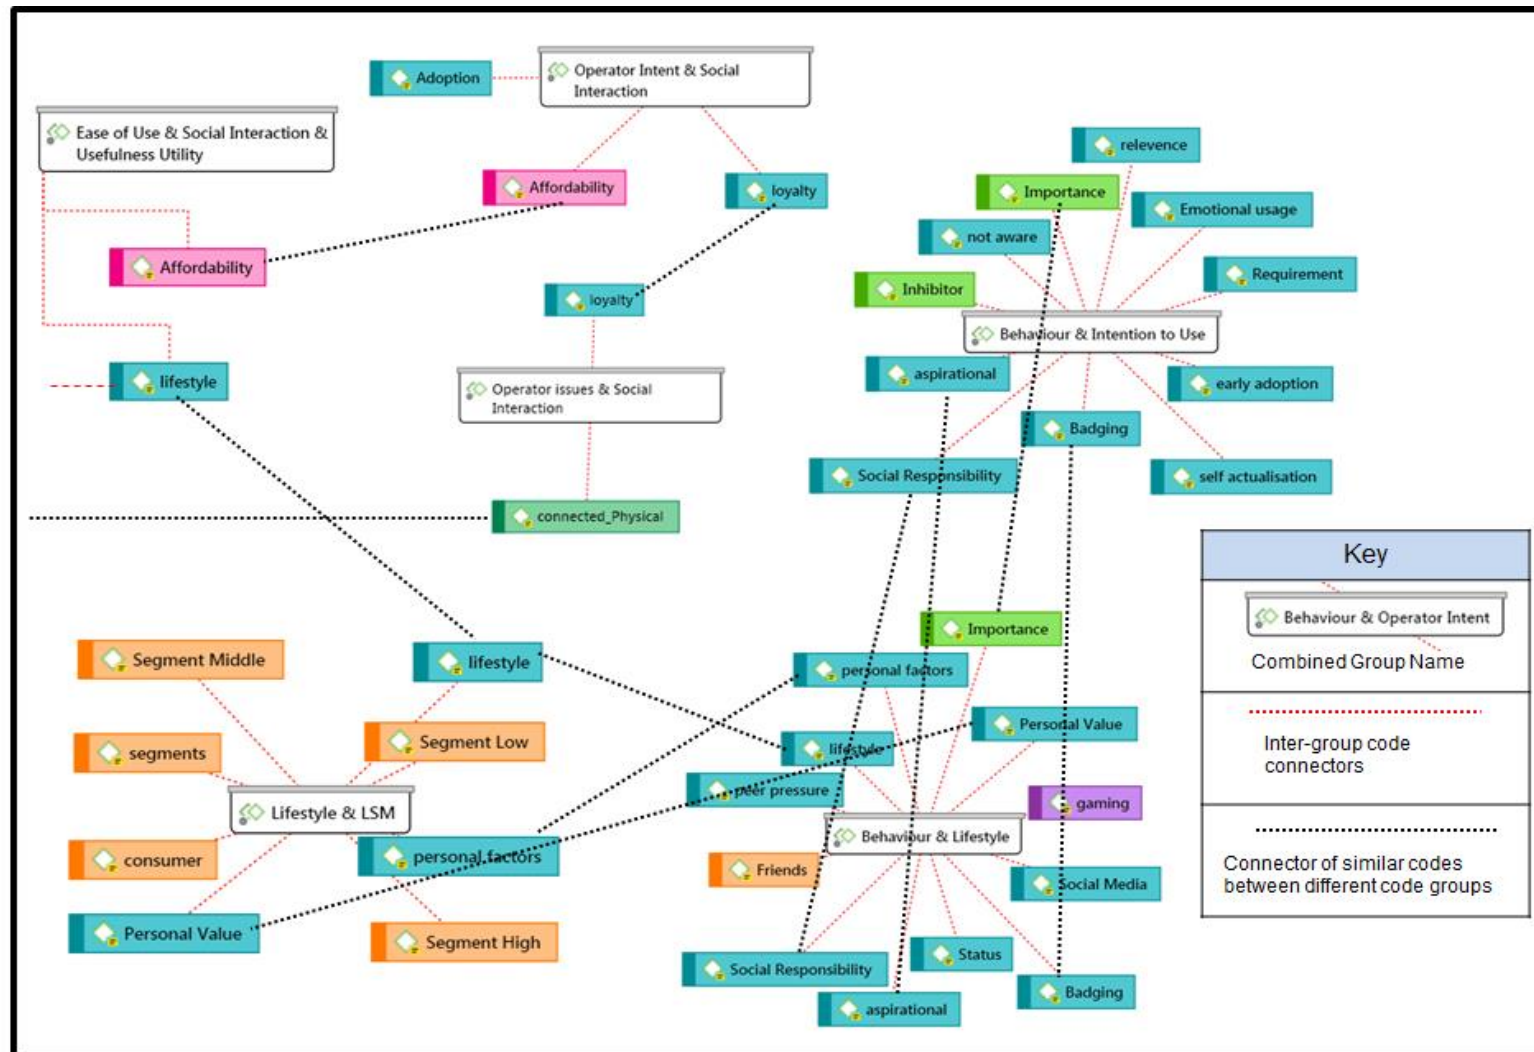 Adoption
Operator Intent & Social
Interaction
Ease of Use & Social Interaction &
Usefulness Utility
Affordability
loyalty
Affordability
loyalty
lifestyle
Operator issues & Social
Interaction
connected_Physical
relevence
Importance
Emotional usage
not aware
Requirement
Inhibitor
Behaviour & Intention to Use
aspirational
early adoption
Badging
Social Responsibility
self actualisation
Key
Behaviour & Operator Intent
Combined Group Name
Inter-group code
connectors
Connector of similar codes
between different code groups
Segment Middle
lifestyle
segments
Segment Low
Lifestyle & LSM
consumer
personal factors
Personal Value
Segment High
Importance
personal factors
Personal Value
lifestyle
peer pressure
gaming
Behaviour & Lifestyle
Friends
Social Media
Status
Social Responsibility
Badging
aspirational